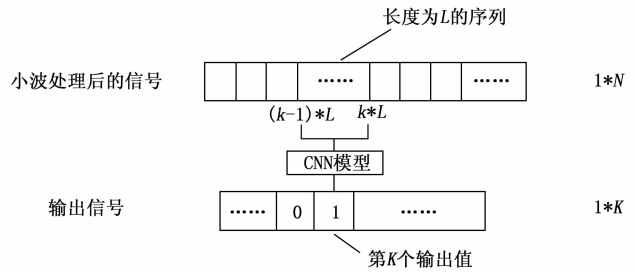 长度为L的序列
小波处理后的信号 …… …… 1*N
(k-1)*L k*L
CNN模型
输出信号 …… 0 1 …… 1*K
第K个输出值